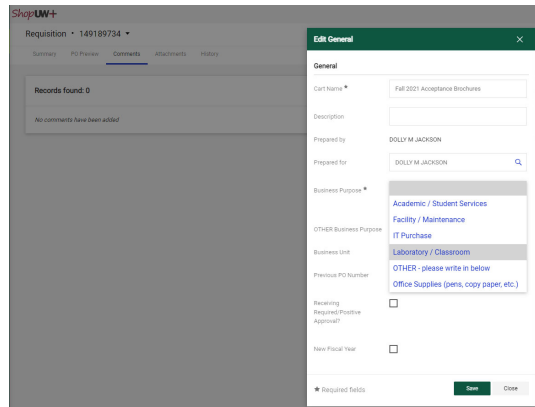 ShopUW+
Requisition • 149189734
Summary PO Preview Comments Attachments History
Records found: 0
No comments have been added
Edit General
General
Cart Name ★ Fall 2021 Acceptance Brochures
Description
Prepared by DOLLY M JACKSON
Prepared for DOLLY M JACKSON
Business Purpose ★
Academic / Student Services
Facility / Maintenance
IT Purchase
OTHER Business Purpose
Business Unit
Laboratory / Classroom
OTHER - please write in below
Previous PO Number
Office Supplies (pens, copy paper, etc.)
Receiving
Required/Positive
Approval?
New Fiscal Year
★ Required fields
Save Close